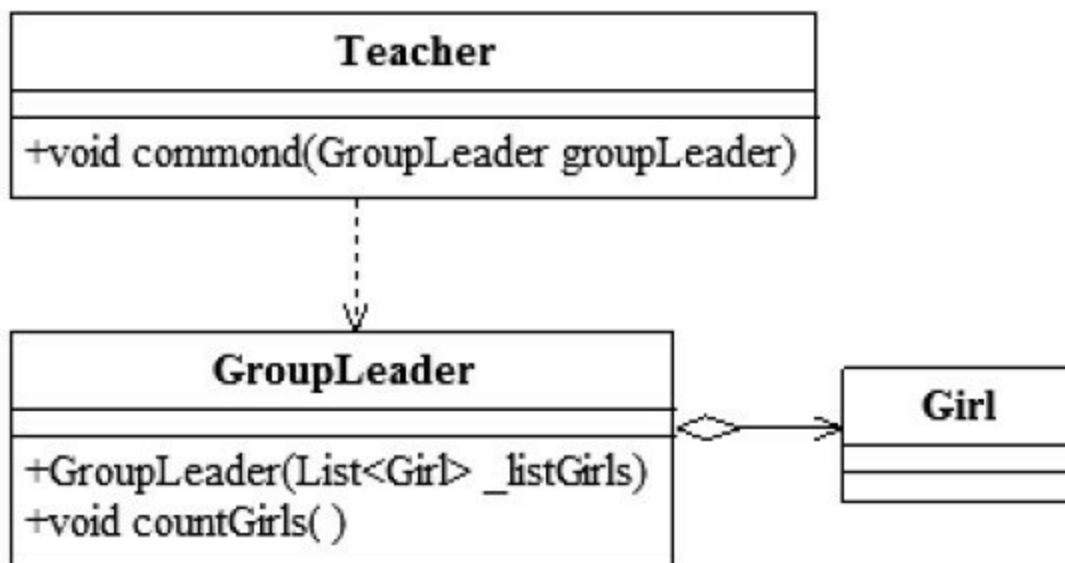 Teacher
+void commond(GroupLeader groupLeader)
GroupLeader
+GroupLeader(List<Girl> _listGirls)
+void countGirls( )
Girl